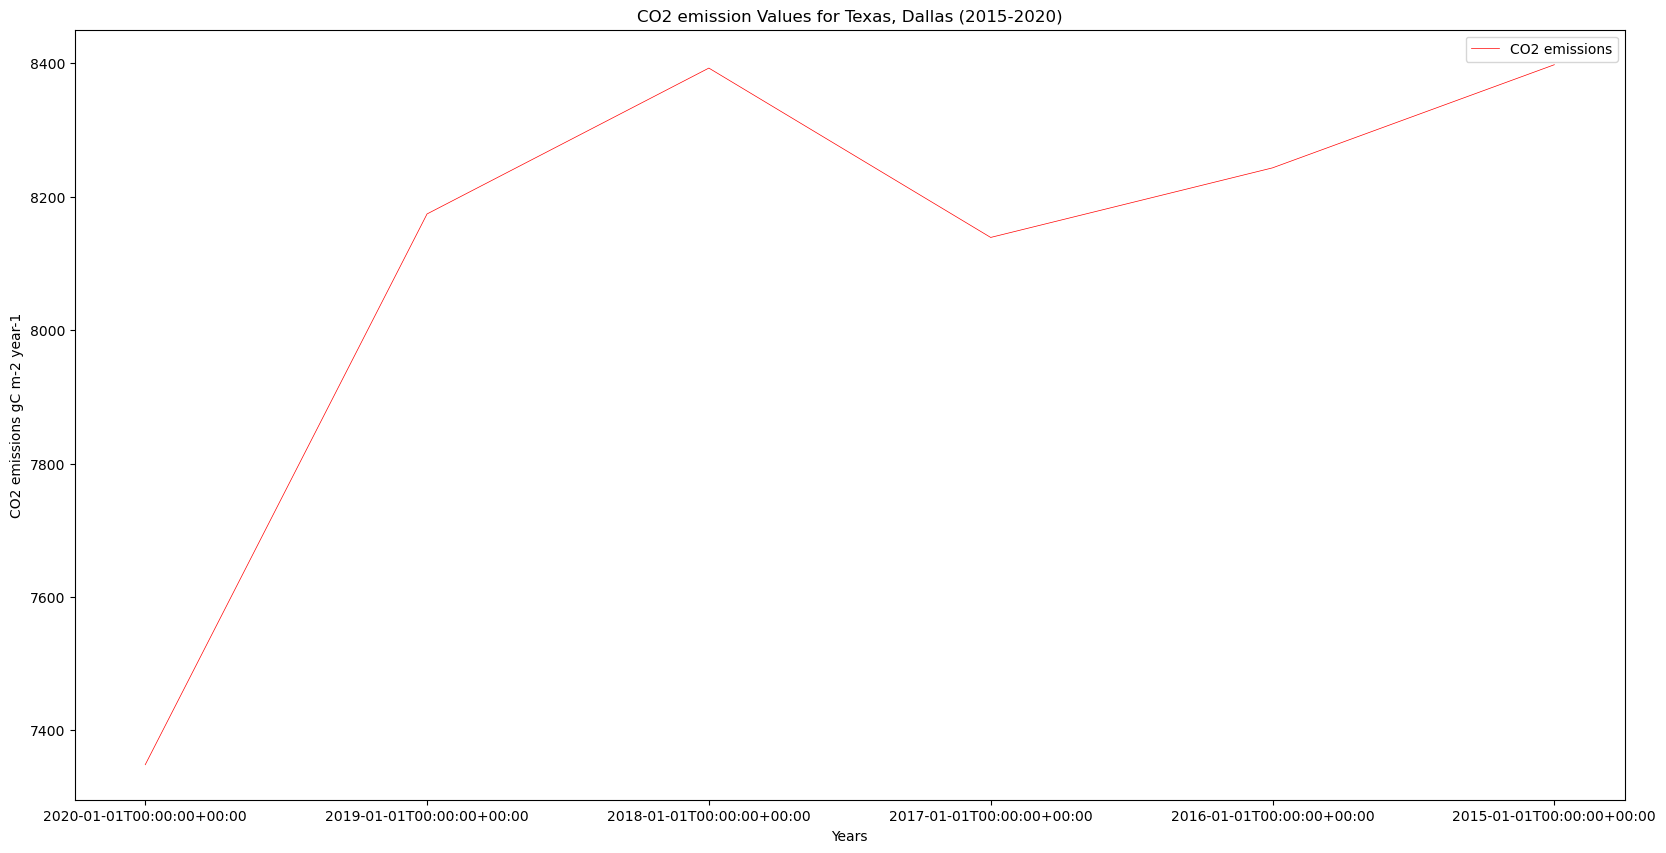 CO2 emission Values for Texas, Dallas (2015-2020)
CO2 emissions
8400
8200
8000
7800
7600
7400
CO2 emissions gC m-2 year-1
2020-01-01T00:00:00+00:00
2019-01-01T00:00:00+00:00
2018-01-01T00:00:00+00:00
2017-01-01T00:00:00+00:00
2016-01-01T00:00:00+00:00
2015-01-01T00:00:00+00:00
Years